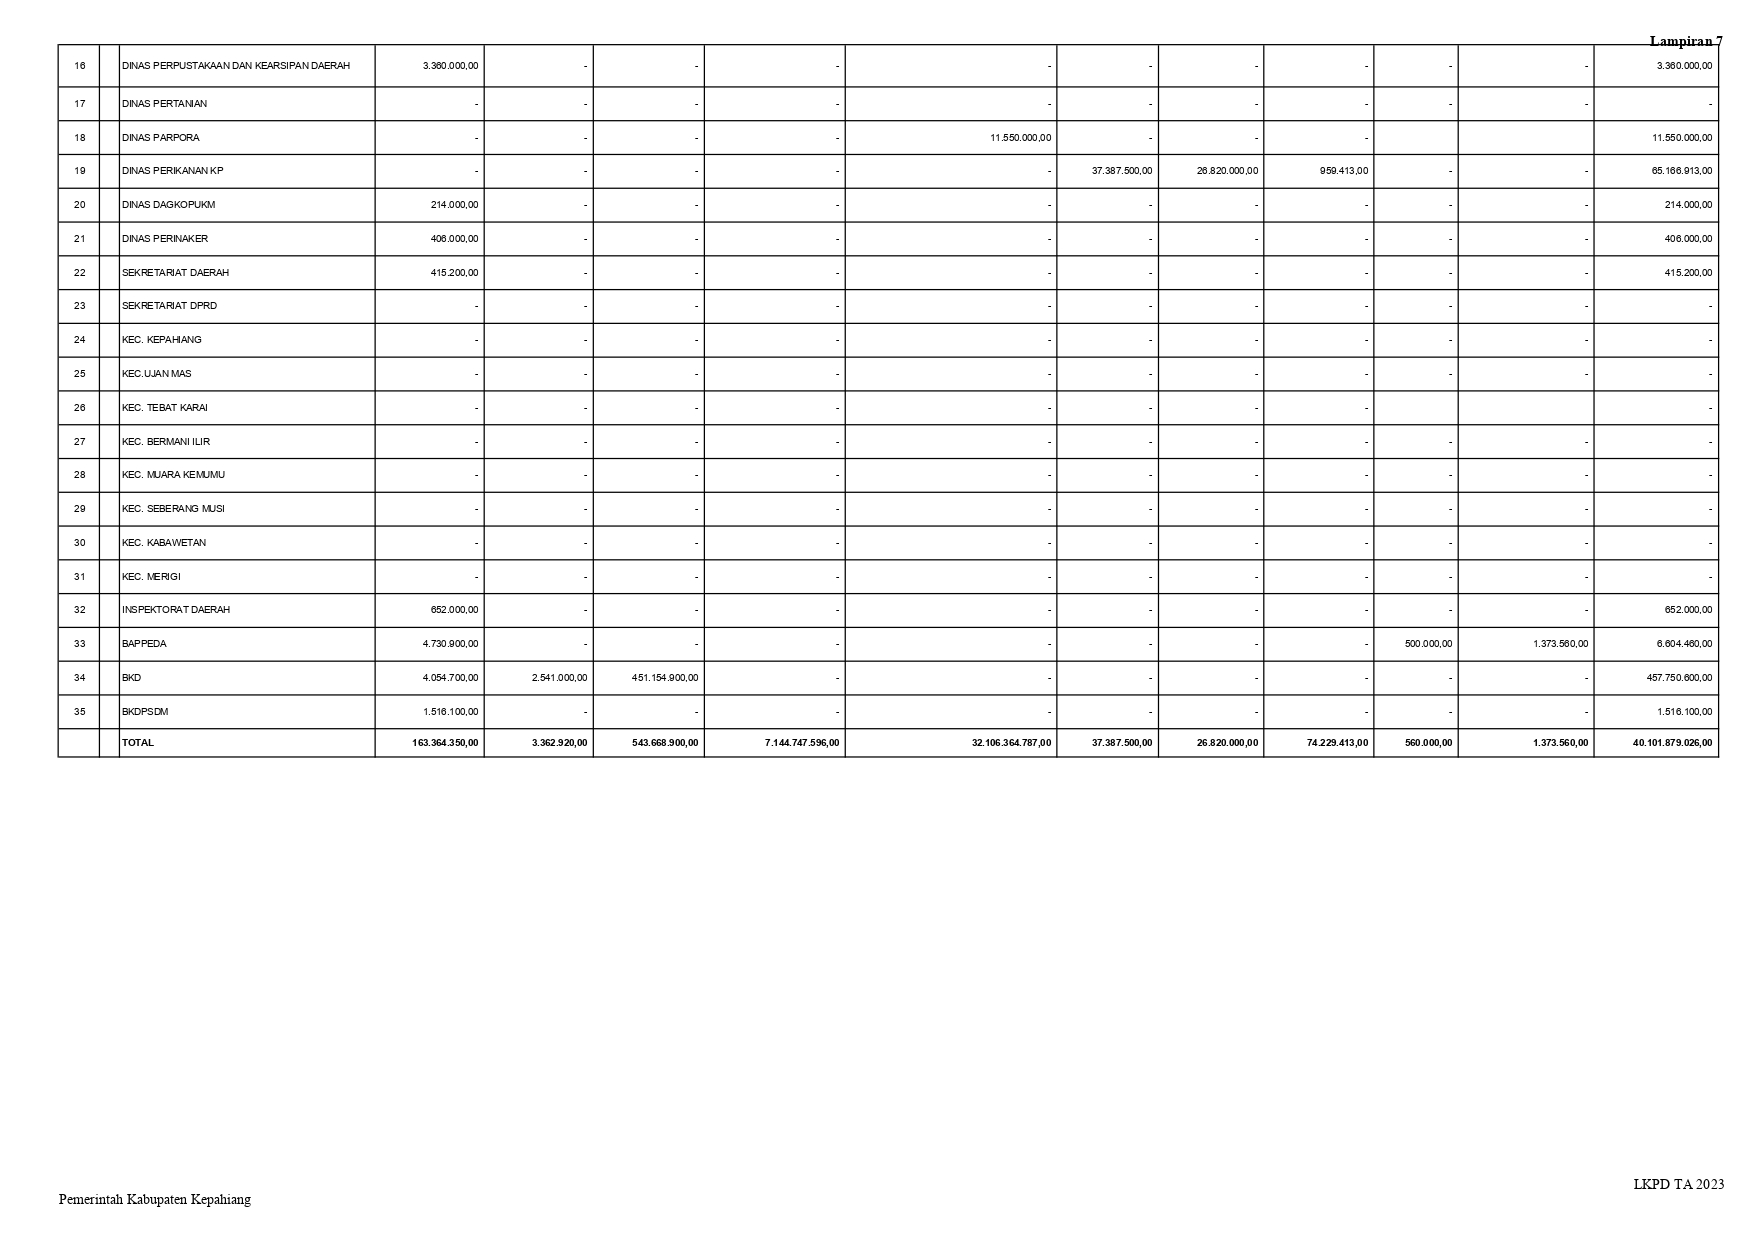 Lampiran 7
16 DINAS PERPUSTAKAAN DAN KEARSIPAN DAERAH 3.360.000,00 - - - - - - - - - 3.360.000,00
17 DINAS PERTANIAN - - - - - - - - - - -
18 DINAS PARPORA - - - - 11.550.000,00 - - - 11.550.000,00
19 DINAS PERIKANAN KP - - - - - 37.387.500,00 26.820.000,00 959.413,00 - - 65.166.913,00
20 DINAS DAGKOPUKM 214.000,00 - - - - - - - - - 214.000,00
21 DINAS PERINAKER 406.000,00 - - - - - - - - - 406.000,00
22 SEKRETARIAT DAERAH 415.200,00 - - - - - - - - - 415.200,00
23 SEKRETARIAT DPRD - - - - - - - - - - -
24 KEC. KEPAHIANG - - - - - - - - - - -
25 KEC.UJAN MAS - - - - - - - - - - -
26 KEC. TEBAT KARAI - - - - - - - - -
27 KEC. BERMANI ILIR - - - - - - - - - - -
28 KEC. MUARA KEMUMU - - - - - - - - - - -
29 KEC. SEBERANG MUSI - - - - - - - - - - -
30 KEC. KABAWETAN - - - - - - - - - - -
31 KEC. MERIGI - - - - - - - - - - -
32 INSPEKTORAT DAERAH 652.000,00 - - - - - - - - - 652.000,00
33 BAPPEDA 4.730.900,00 - - - - - - - 500.000,00 1.373.560,00 6.604.460,00
34 BKD 4.054.700,00 2.541.000,00 451.154.900,00 - - - - - - - 457.750.600,00
35 BKDPSDM 1.516.100,00 - - - - - - - - - 1.516.100,00
TOTAL 163.364.350,00 3.362.920,00 543.668.900,00 7.144.747.596,00 32.106.364.787,00 37.387.500,00 26.820.000,00 74.229.413,00 560.000,00 1.373.560,00 40.101.879.026,00
LKPD TA 2023
Pemerintah Kabupaten Kepahiang